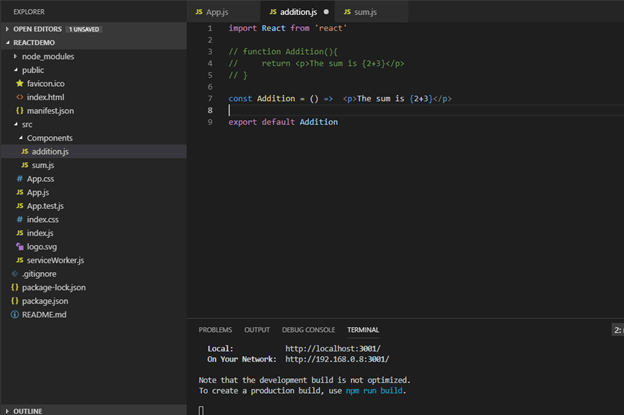 EXPLORER
OPEN EDITORS 1 UNSAVED
REACTDEMO
node_modules
public
favicon.ico
<> index.html
{} manifest.json
src
Components
JS addition.js
JS sum.js
# App.css
JS App.js
JS App.test.js
# index.css
JS index.js
logo.svg
JS serviceWorker.js
.gitignore
{} package-lock.json
{} package.json
README.md
OUTLINE
JS App.js JS addition.js JS sum.js
1 import React from 'react'
2
3 // function Addition(){
4 //     return <p>The sum is {2+3}</p>
5 // }
6
7 const Addition = () =>  <p>The sum is {2+3}</p>
8
9 export default Addition
PROBLEMS OUTPUT DEBUG CONSOLE TERMINAL 2:
Local: http://localhost:3001/
On Your Network: http://192.168.0.8:3001/
Note that the development build is not optimized.
To create a production build, use npm run build.